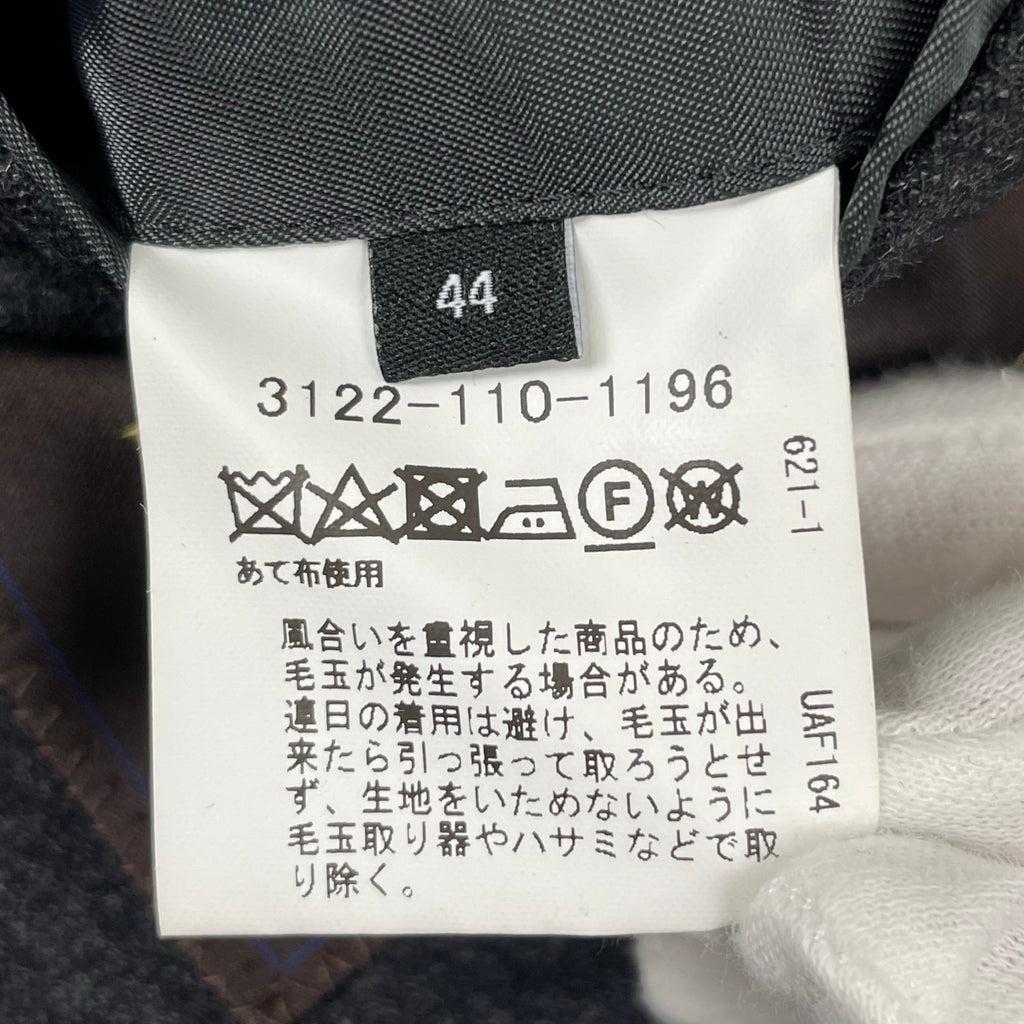 44
3122-110-1196
F
W
あて布使用
風合いを重視した商品のため、
毛玉が発生する場合がある。
連日の着用は避け、毛玉が出
来たら引っ張って取ろうとせ
ず、生地をいためないように
毛玉取り器やハサミなどで取
り除く。
621-1
UAF164